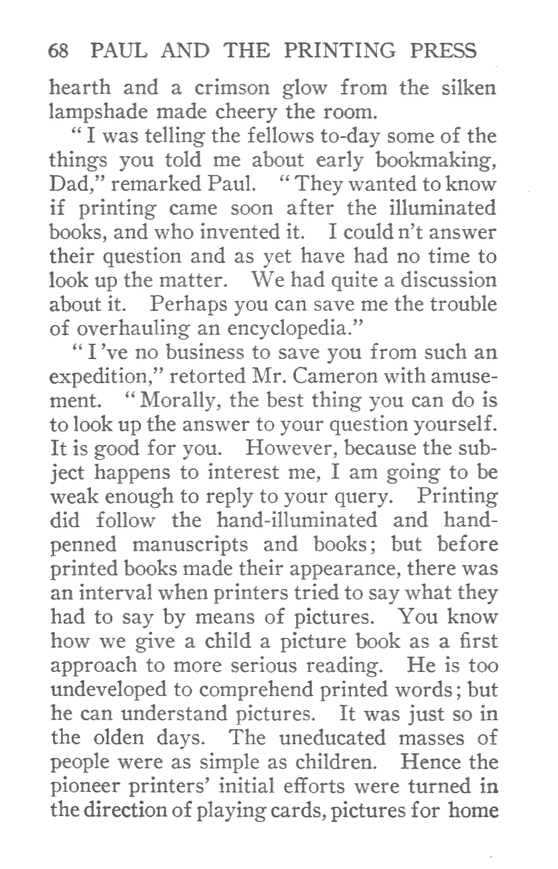 68 PAUL AND THE PRINTING PRESS
hearth and a crimson glow from the silken
lampshade made cheery the room.
“I was telling the fellows to-day some of the
things you told me about early bookmaking,
Dad,” remarked Paul. “They wanted to know
if printing came soon after the illuminated
books, and who invented it. I could n’t answer
their question and as yet have had no time to
look up the matter. We had quite a discussion
about it. Perhaps you can save me the trouble
of overhauling an encyclopedia.”
“I ’ve no business to save you from such an
expedition,” retorted Mr. Cameron with amuse-
ment. “Morally, the best thing you can do is
to look up the answer to your question yourself.
It is good for you. However, because the sub-
ject happens to interest me, I am going to be
weak enough to reply to your query. Printing
did follow the hand-illuminated and hand-
penned manuscripts and books; but before
printed books made their appearance, there was
an interval when printers tried to say what they
had to say by means of pictures. You know
how we give a child a picture book as a first
approach to more serious reading. He is too
undeveloped to comprehend printed words; but
he can understand pictures. It was just so in
the olden days. The uneducated masses of
people were as simple as children. Hence the
pioneer printers’ initial efforts were turned in
the direction of playing cards, pictures for home